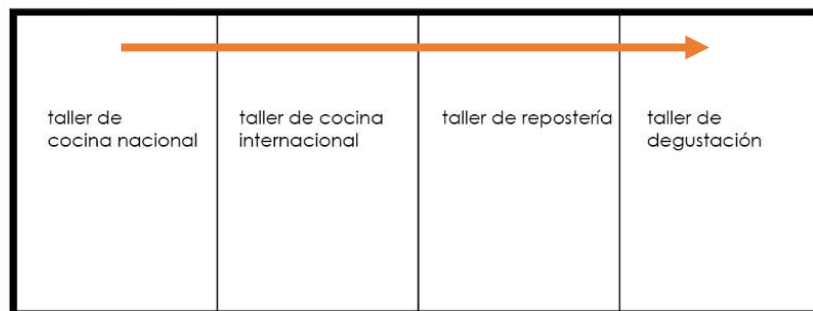 taller de
cocina nacional
taller de cocina
internacional
taller de repostería
taller de
degustación